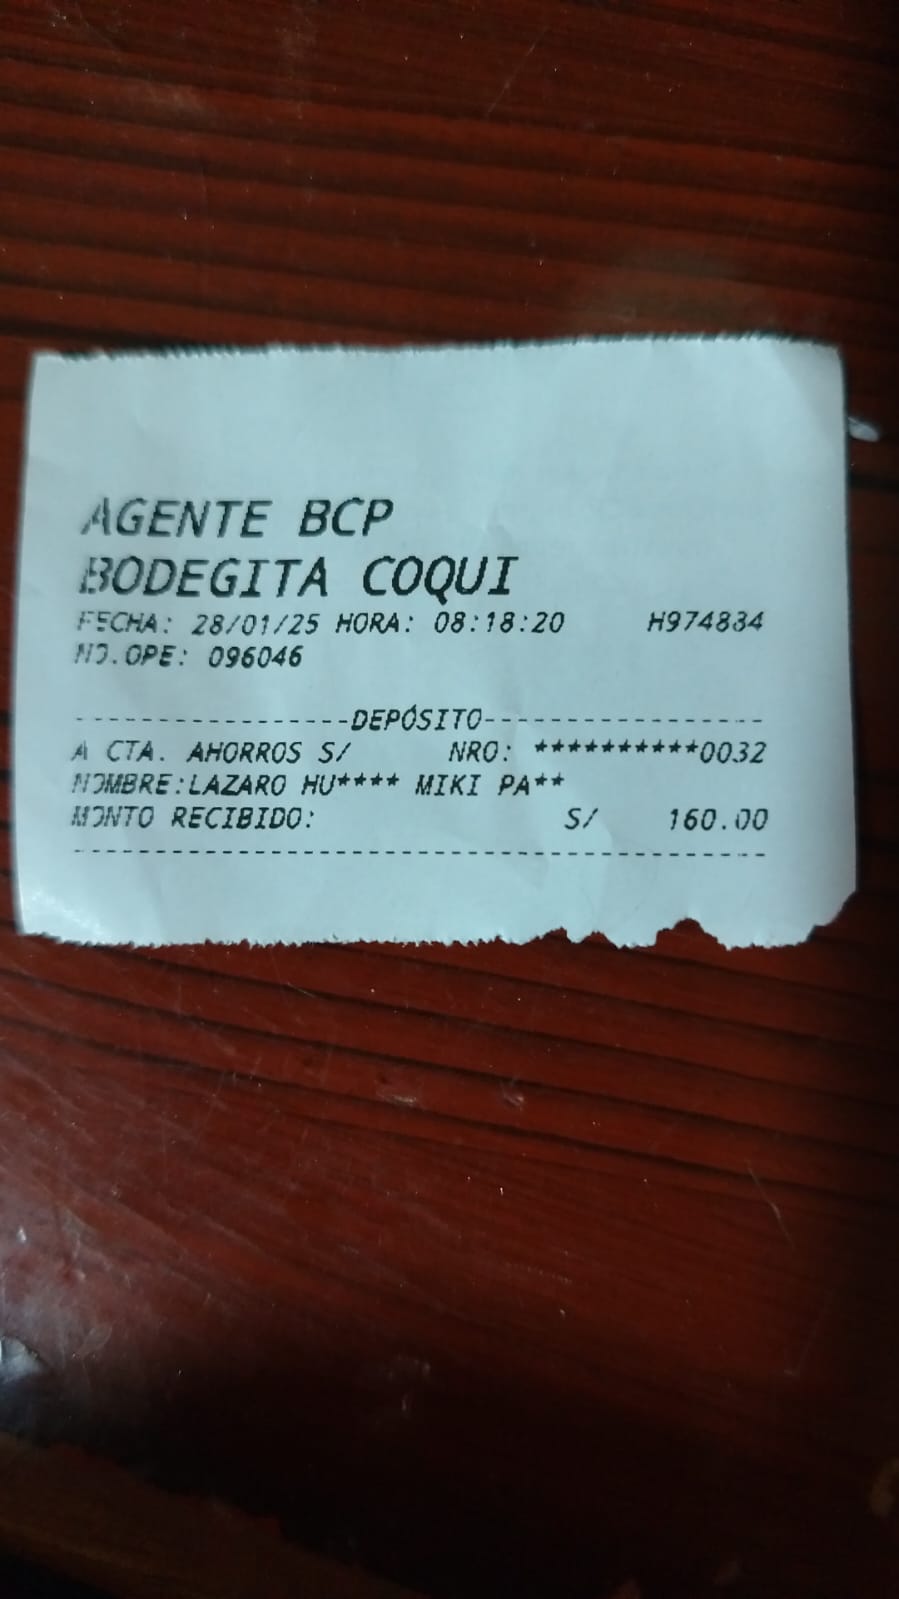 AGENTE BCP
BODEGITA COQUI
FECHA: 28/01/25 HORA: 08:18:20 H974834
NO.OPE: 096046
-----------------DEPÓSITO-----------------
A CTA. AHORROS S/ NRO: **********0032
NOMBRE:LAZARO HU**** MIKI PA**
MONTO RECIBIDO: S/ 160.00